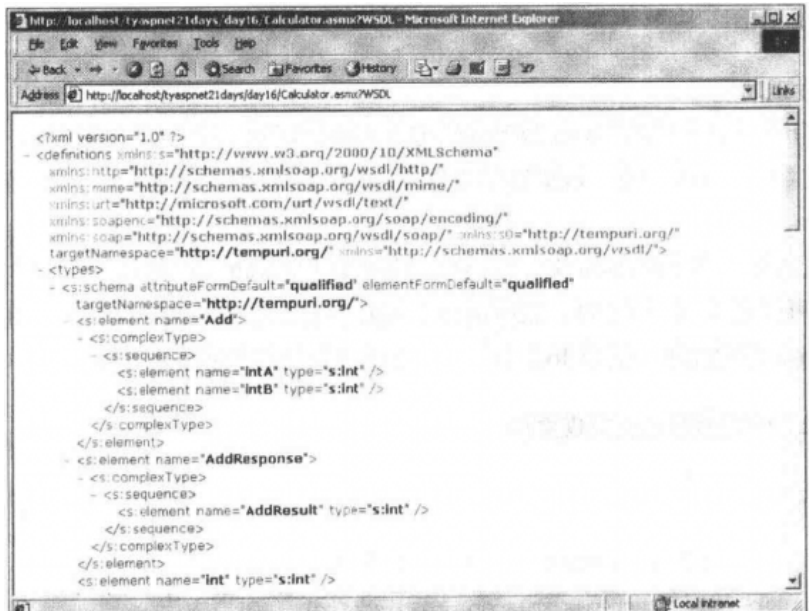 http://localhost/tyaspnet21days/day16/Calculator.asmx?WSDL - Microsoft Internet Explorer
File Edit View Favorites Tools Help
Back Search Favorites History
Address http://localhost/tyaspnet21days/day16/Calculator.asmx?WSDL Links
<?xml version="1.0" ?>
- <definitions xmlns:s="http://www.w3.org/2000/10/XMLSchema"
xmlns:http="http://schemas.xmlsoap.org/wsdl/http/"
xmlns:mime="http://schemas.xmlsoap.org/wsdl/mime/"
xmlns:urt="http://microsoft.com/urt/wsdl/text/"
xmlns:soapenc="http://schemas.xmlsoap.org/soap/encoding/"
xmlns:soap="http://schemas.xmlsoap.org/wsdl/soap/" xmlns:s0="http://tempuri.org/"
targetNamespace="http://tempuri.org/" xmlns="http://schemas.xmlsoap.org/wsdl/">
- <types>
- <s:schema attributeFormDefault="qualified" elementFormDefault="qualified"
targetNamespace="http://tempuri.org/">
- <s:element name="Add">
- <s:complexType>
- <s:sequence>
<s:element name="intA" type="s:int" />
<s:element name="intB" type="s:int" />
</s:sequence>
</s:complexType>
</s:element>
- <s:element name="AddResponse">
- <s:complexType>
- <s:sequence>
<s:element name="AddResult" type="s:int" />
</s:sequence>
</s:complexType>
</s:element>
<s:element name="int" type="s:int" />
Local intranet